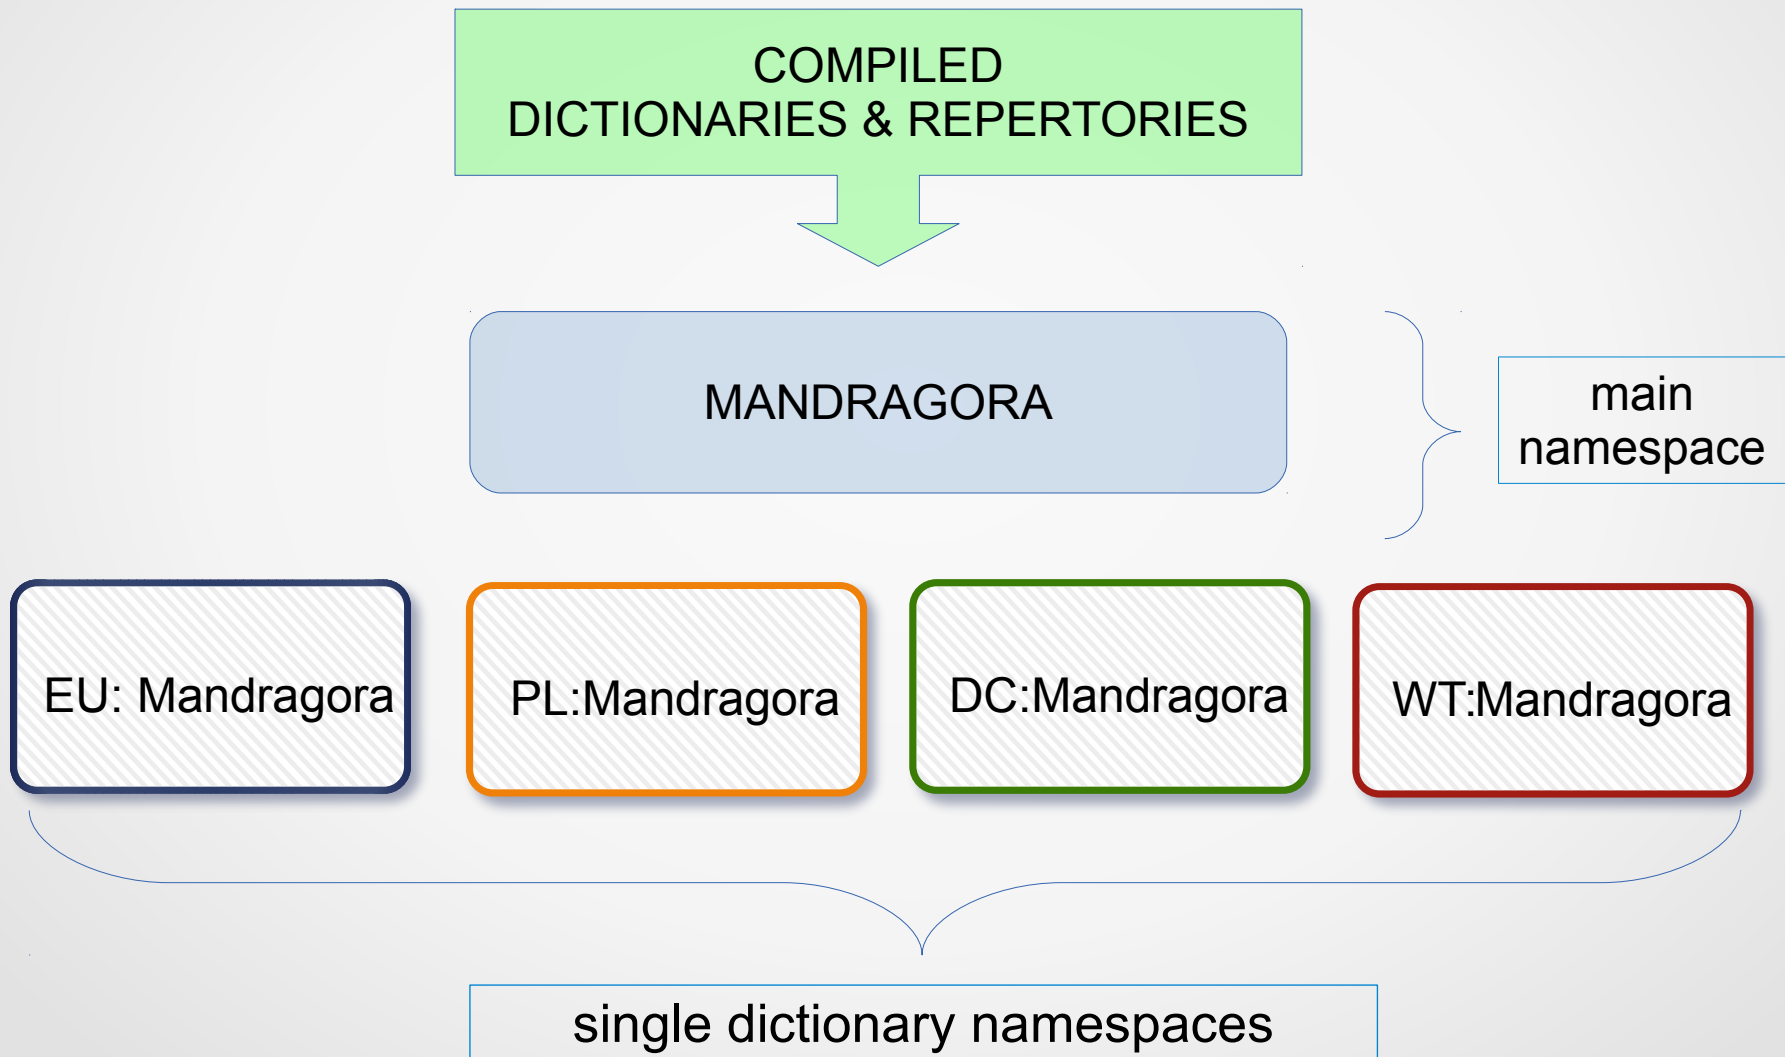 COMPILED
DICTIONARIES & REPERTORIES
MANDRAGORA
main
namespace
EU: Mandragora
PL:Mandragora
DC:Mandragora
WT:Mandragora
single dictionary namespaces